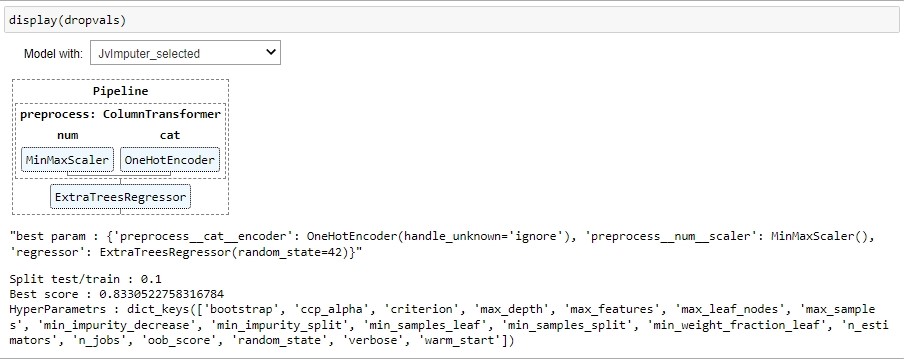 display(dropvals)
Model with: JvImputer_selected
Pipeline
preprocess: ColumnTransformer
num cat
MinMaxScaler OneHotEncoder
ExtraTreesRegressor
"best param : {'preprocess__cat__encoder': OneHotEncoder(handle_unknown='ignore'), 'preprocess__num__scaler': MinMaxScaler(),
'regressor': ExtraTreesRegressor(random_state=42)}"
Split test/train : 0.1
Best score : 0.8330522758316784
HyperParametrs : dict_keys(['bootstrap', 'ccp_alpha', 'criterion', 'max_depth', 'max_features', 'max_leaf_nodes', 'max_sample
s', 'min_impurity_decrease', 'min_impurity_split', 'min_samples_leaf', 'min_samples_split', 'min_weight_fraction_leaf', 'n_esti
mators', 'n_jobs', 'oob_score', 'random_state', 'verbose', 'warm_start'])